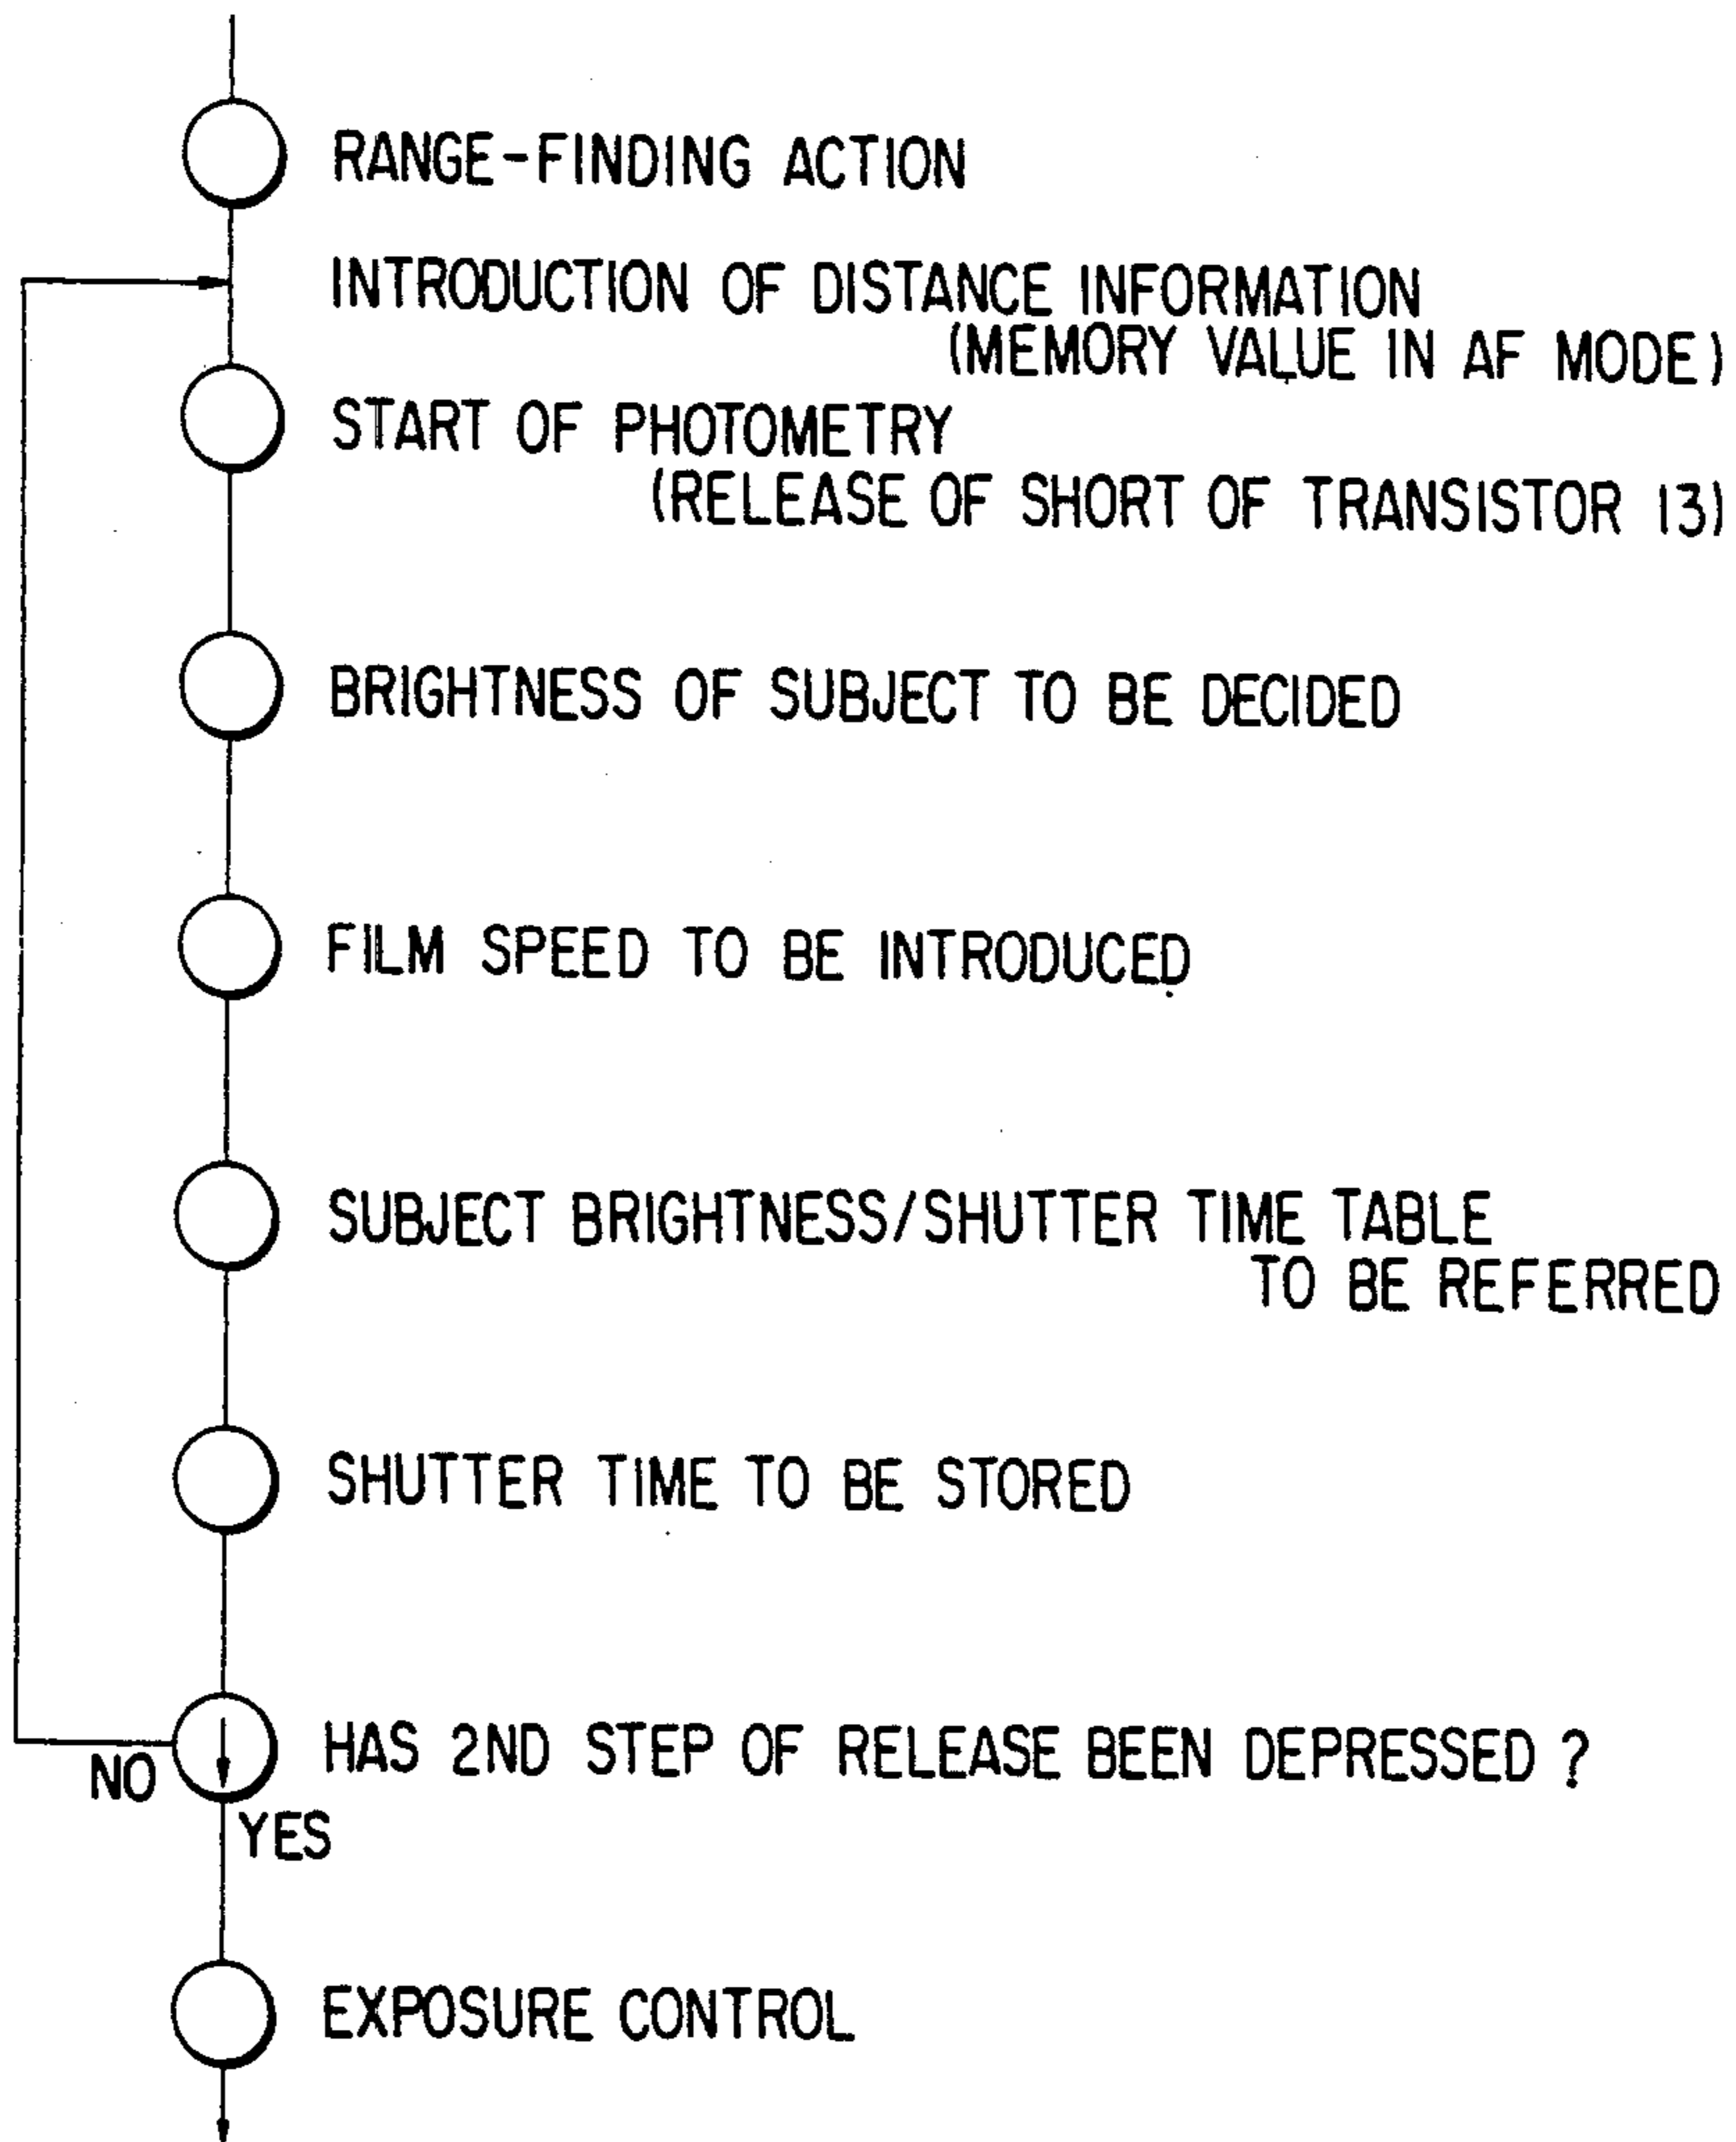 RANGE-FINDING ACTION
INTRODUCTION OF DISTANCE INFORMATION
(MEMORY VALUE IN AF MODE)
START OF PHOTOMETRY
(RELEASE OF SHORT OF TRANSISTOR 13)
BRIGHTNESS OF SUBJECT TO BE DECIDED
FILM SPEED TO BE INTRODUCED
SUBJECT BRIGHTNESS/SHUTTER TIME TABLE
TO BE REFERRED
SHUTTER TIME TO BE STORED
HAS 2ND STEP OF RELEASE BEEN DEPRESSED ?
NO
YES
EXPOSURE CONTROL